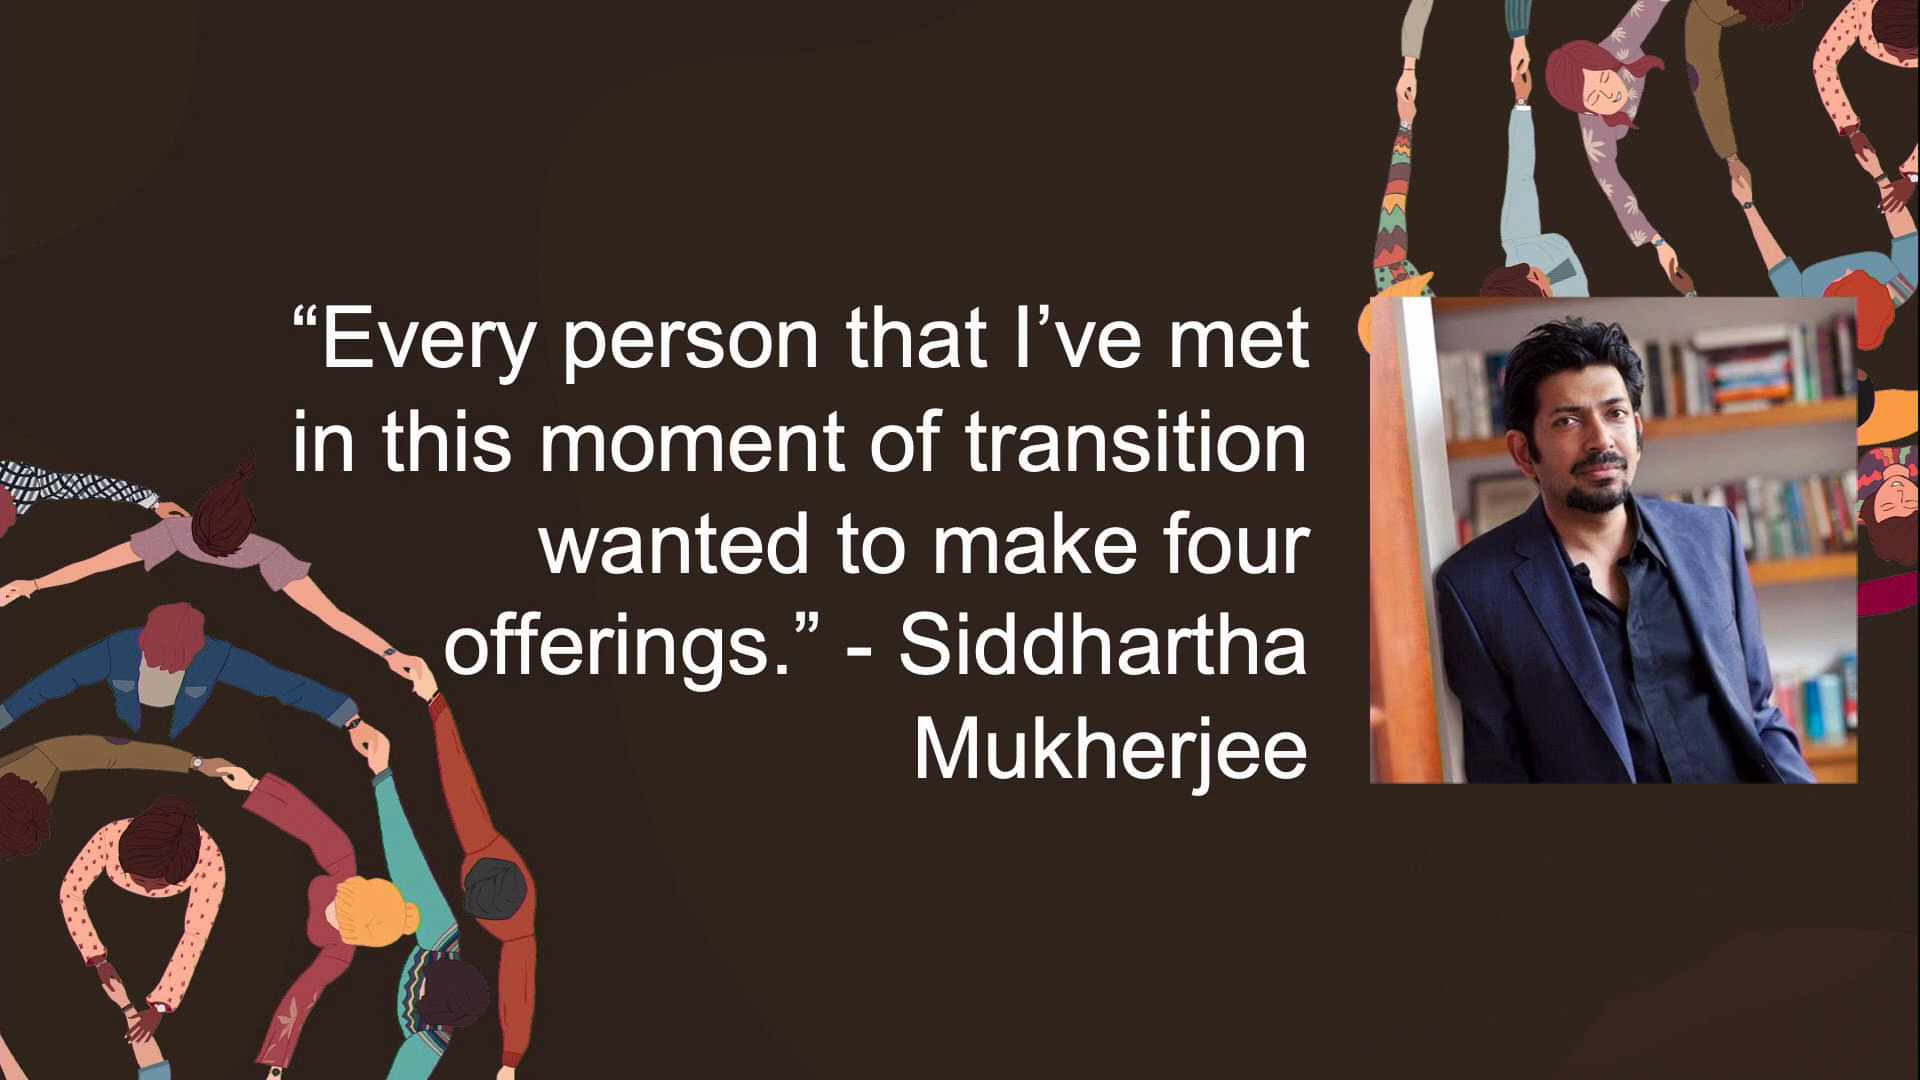 “Every person that I’ve met
in this moment of transition
wanted to make four
offerings.” - Siddhartha
Mukherjee